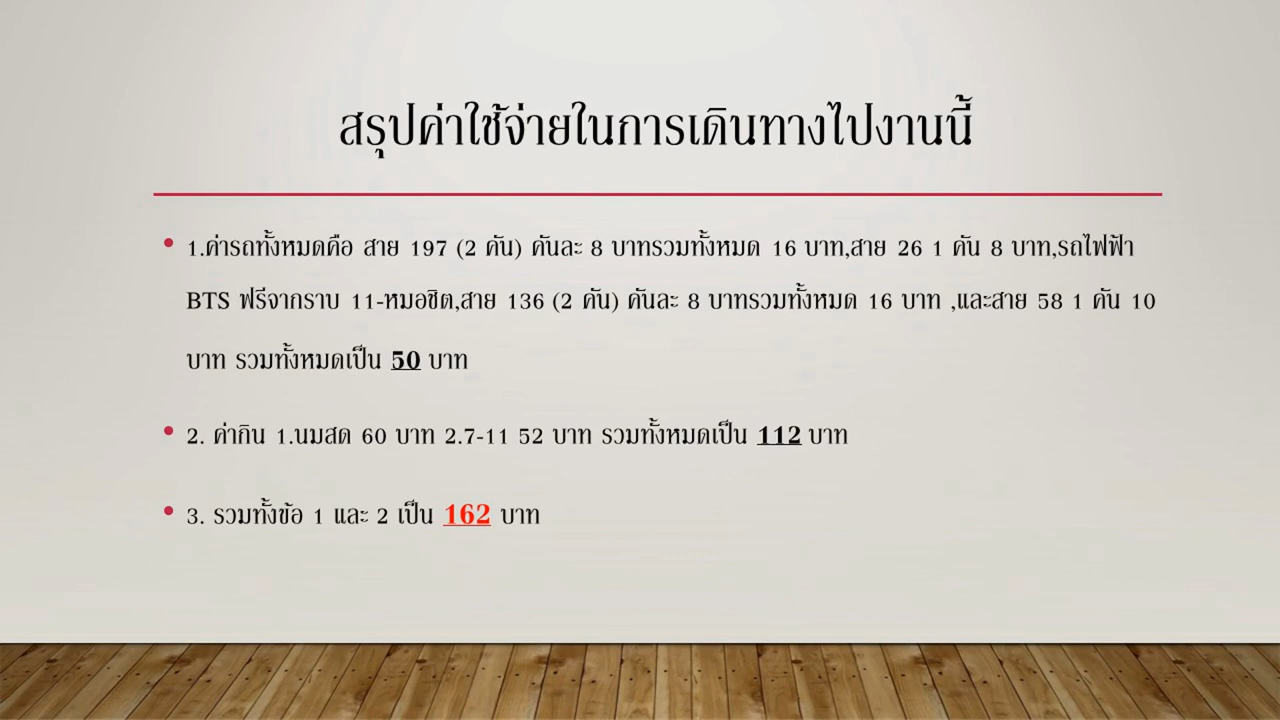 สรุปค่าใช้จ่ายในการเดินทางไปงานนี้
• 1.ค่ารถทั้งหมดคือ สาย 197 (2 คัน) คันละ 8 บาทรวมทั้งหมด 16 บาท,สาย 26 1 คัน 8 บาท,รถไฟฟ้า
BTS ฟรีจากราบ 11-หมอชิต,สาย 136 (2 คัน) คันละ 8 บาทรวมทั้งหมด 16 บาท ,และสาย 58 1 คัน 10
บาท รวมทั้งหมดเป็น 50 บาท
• 2. ค่ากิน 1.นมสด 60 บาท 2.7-11 52 บาท รวมทั้งหมดเป็น 112 บาท
• 3. รวมทั้งข้อ 1 และ 2 เป็น 162 บาท